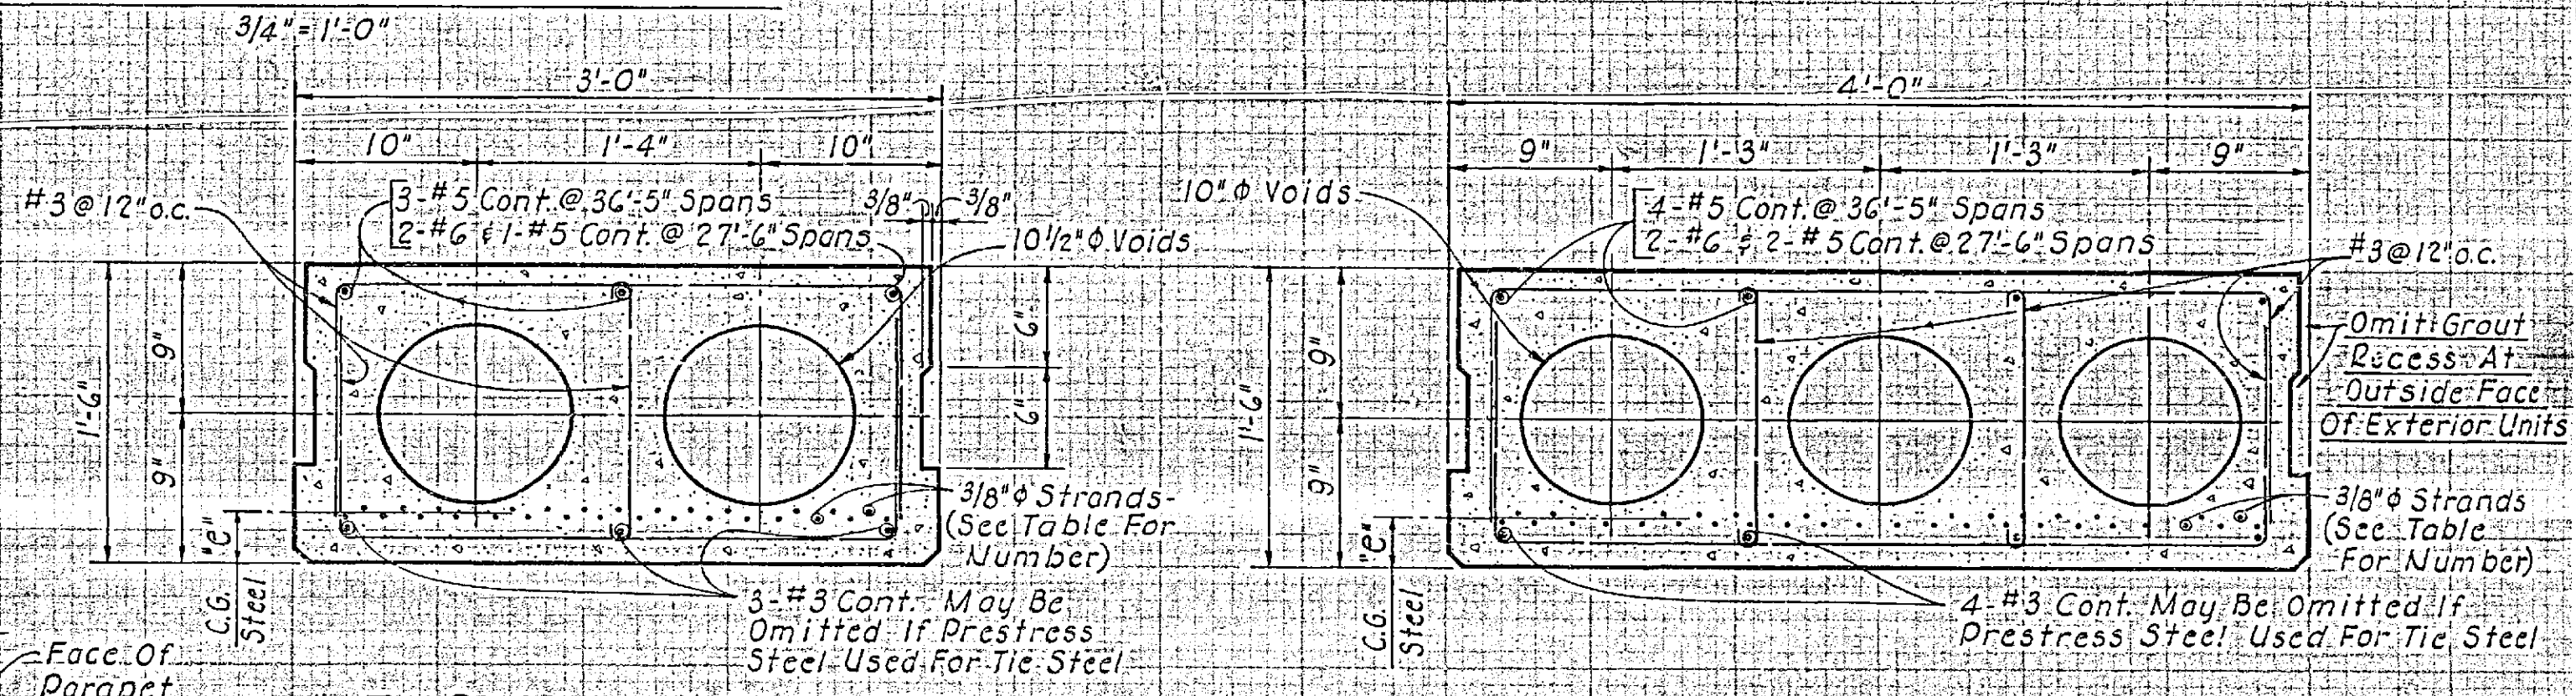 3/4" = 1'-0"
3'-0"
10"
1'-4"
10"
#3 @ 12" o.c.
3-#5 Cont. @ 36'-5" Spans
2-#6 & 1-#5 Cont. @ 27'-6" Spans
3/8"
3/8"
10 1/2" φ Voids
1'-6"
9"
9"
6"
6"
"e"
C.G.
Steel
3/8" φ Strands
(See Table For
Number)
3-#3 Cont. May Be
Omitted If Prestress
Steel Used For Tie Steel
Face Of
Parapet
4'-0"
9"
1'-3"
1'-3"
9"
10" φ Voids
4-#5 Cont. @ 36'-5" Spans
2-#6 & 2-#5 Cont. @ 27'-6" Spans
#3 @ 12" o.c.
Omit Grout
Recess At
Outside Face
Of Exterior Units
1'-6"
9"
9"
"e"
C.G.
Steel
3/8" φ Strands
(See Table
For Number)
4-#3 Cont. May Be Omitted If
Prestress Steel Used For Tie Steel